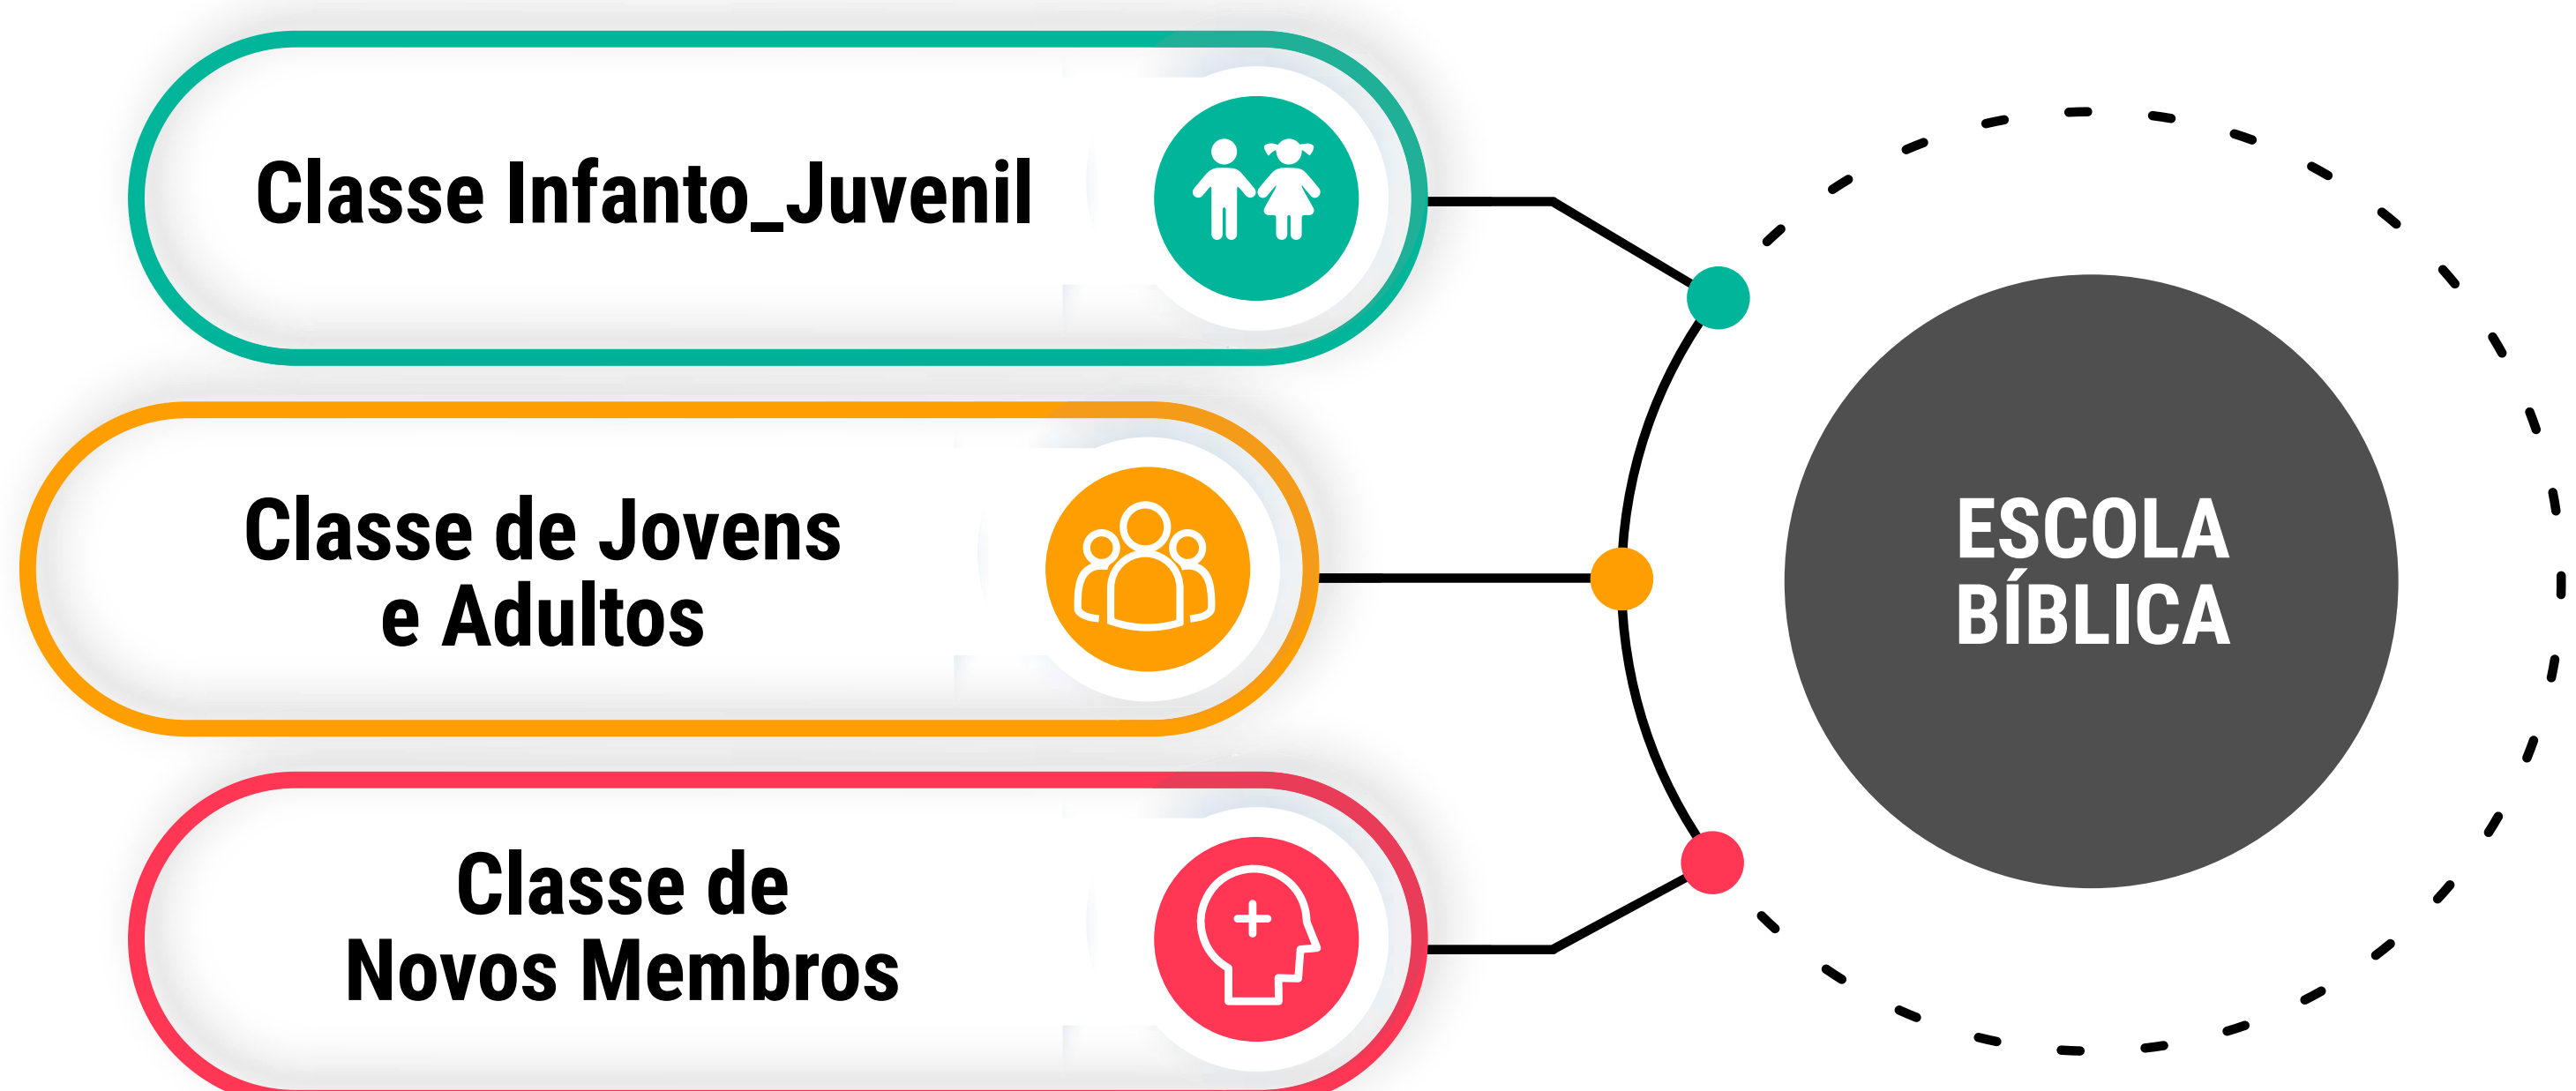 Classe Infanto_Juvenil
Classe de Jovens
e Adultos
Classe de
Novos Membros
ESCOLA
BÍBLICA